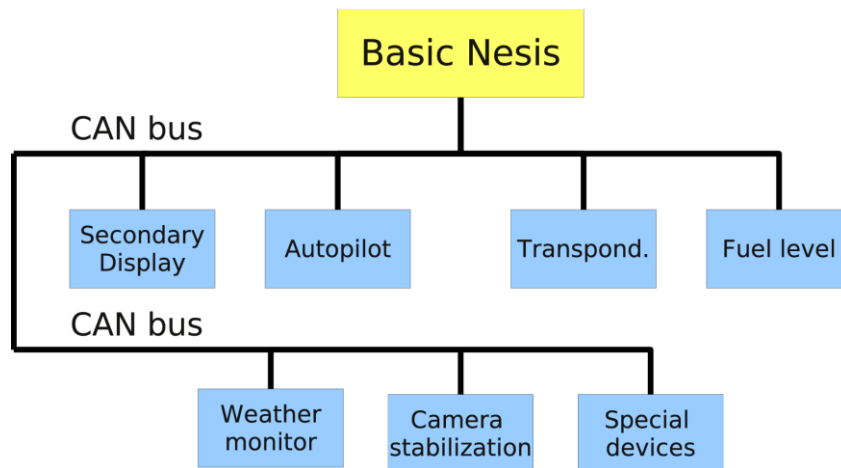 Basic Nesis
CAN bus
Secondary
Display
Autopilot
Transpond.
Fuel level
CAN bus
Weather
monitor
Camera
stabilization
Special
devices